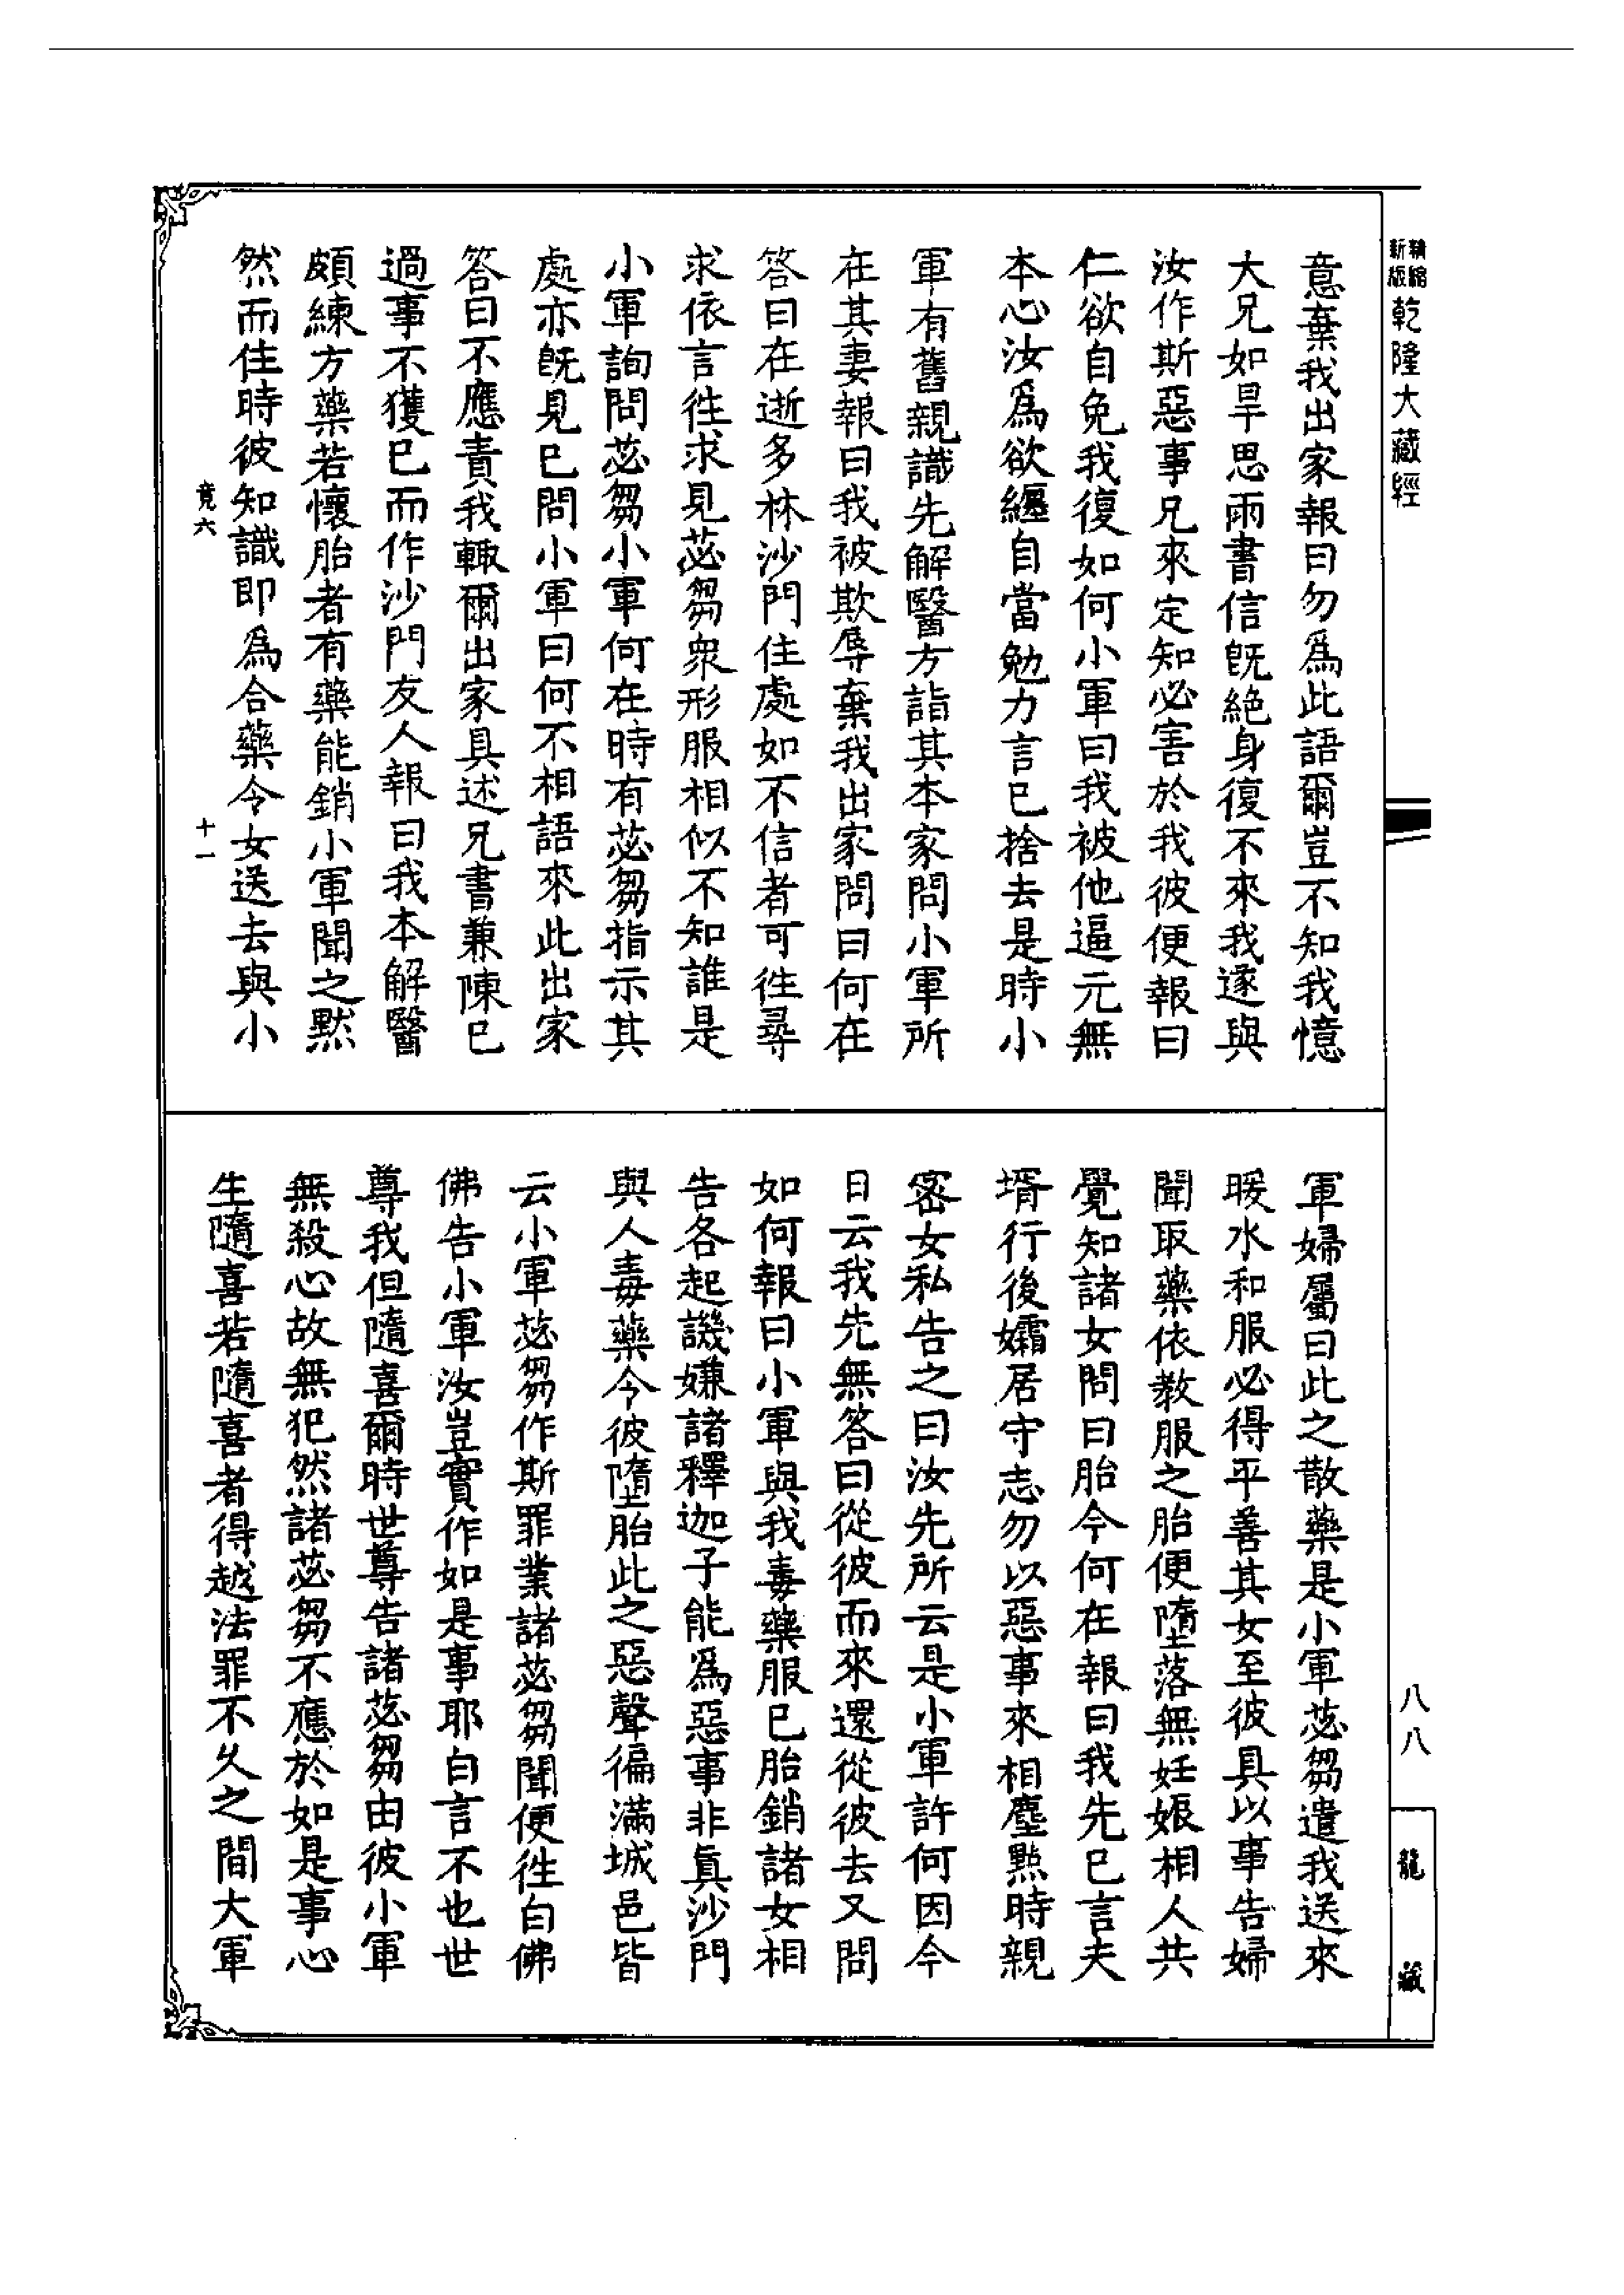 精縮新版乾隆大藏經
意棄我出家報曰勿爲此語爾豈不知我憶
大兄如旱思雨書信旣絶身復不來我遂與
汝作斯惡事兄來定知必害於我彼便報曰
仁欲自免我復如何小軍曰我被他逼元無
本心汝爲欲纏自當勉力言已捨去是時小
軍有舊親識先解醫方詣其本家問小軍所
在其妻報曰我被欺辱棄我出家問曰何在
答曰在逝多林沙門住處如不信者可徃尋
求依言徃求見苾芻衆形服相似不知誰是
小軍詢問苾芻小軍何在時有苾芻指示其
處亦旣見已問小軍曰何不相語來此出家
答曰不應責我輙爾出家具述兄書兼陳已
過事不獲已而作沙門友人報曰我本解醫
頗練方藥若懷胎者有藥能銷小軍聞之黙
然而住時彼知識即爲合藥令女送去與小
竟六 十一
軍婦屬曰此之散藥是小軍苾芻遣我送來
暖水和服必得平善其女至彼具以事告婦
聞取藥依教服之胎便墮落無妊娠相人共
覺知諸女問曰胎今何在報曰我先已言夫
壻行後孀居守志勿以惡事來相塵黙時親
密女私告之曰汝先所云是小軍許何因今
日云我先無答曰從彼而來還從彼去又問
如何報曰小軍與我毒藥服已胎銷諸女相
告各起譏嫌諸釋迦子能爲惡事非眞沙門
與人毒藥令彼墮胎此之惡聲徧滿城邑皆
云小軍苾芻作斯罪業諸苾芻聞便徃白佛
佛告小軍汝豈實作如是事耶白言不也世
尊我但隨喜爾時世尊告諸苾芻由彼小軍
無殺心故無犯然諸苾芻不應於如是事心
生隨喜若隨喜者得越法罪不久之間大軍
八八
龍藏